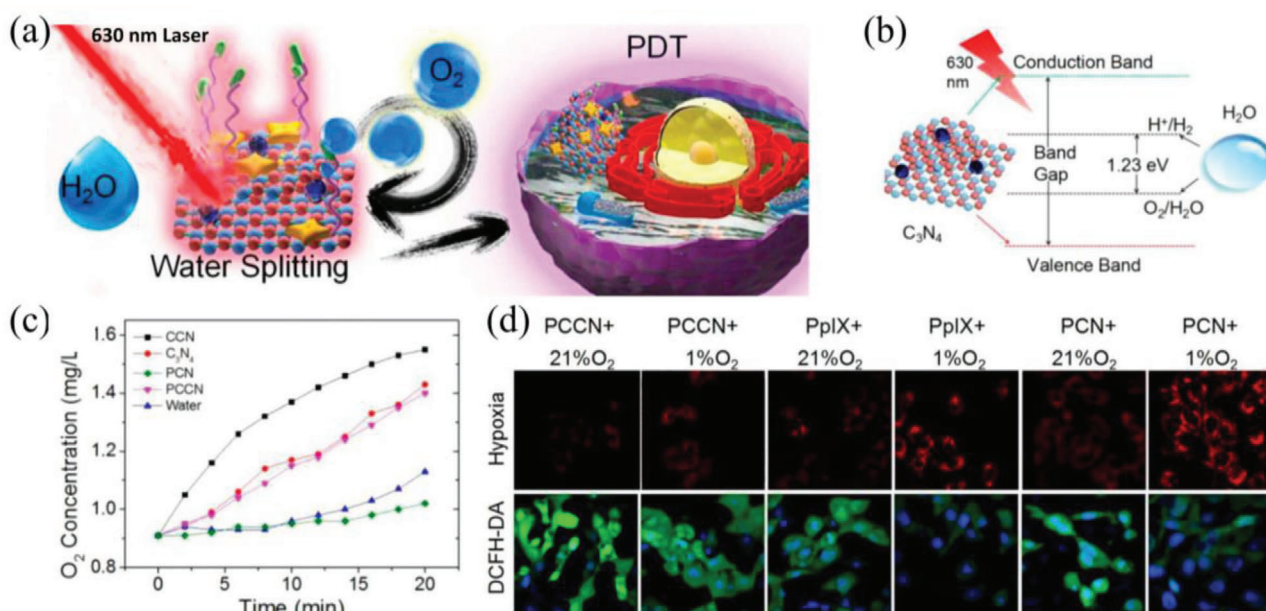 (a)
630 nm Laser
H₂O
O₂
Water Splitting
PDT
(b)
630
nm
Conduction Band
H⁺/H₂
H₂O
Band
Gap
1.23 eV
O₂/H₂O
C₃N₄
Valence Band
(c)
O₂ Concentration (mg/L)
1.6
1.4
1.2
1.0
0.8
CCN
C₃N₄
PCN
PCCN
Water
0 5 10 15 20
Time (min)
(d)
PCCN+ PCCN+ PpIX+ PpIX+ PCN+ PCN+
21%O₂ 1%O₂ 21%O₂ 1%O₂ 21%O₂ 1%O₂
Hypoxia
DCFH-DA